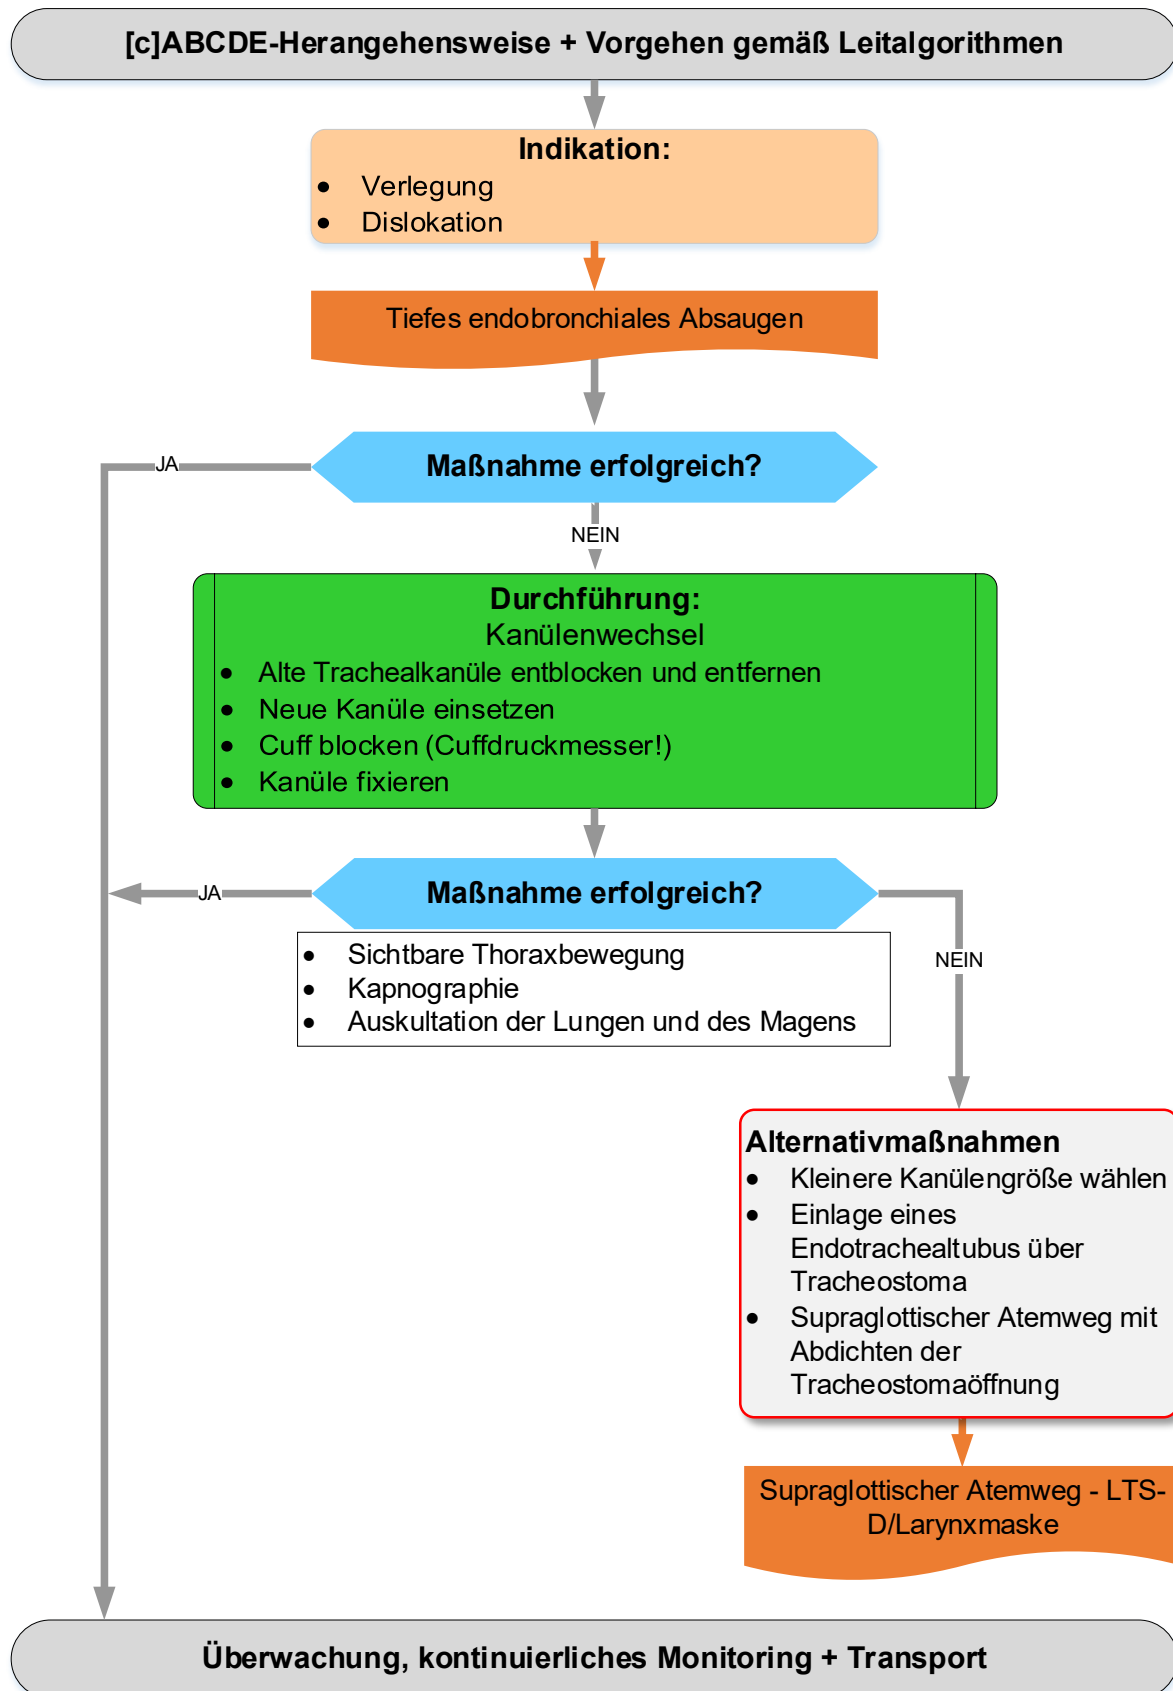 [c]ABCDE-Herangehensweise + Vorgehen gemäß Leitalgorithmen
Indikation:
• Verlegung
• Dislokation
Tiefes endobronchiales Absaugen
Maßnahme erfolgreich?
JA
NEIN
Durchführung:
Kanülenwechsel
• Alte Trachealkanüle entblocken und entfernen
• Neue Kanüle einsetzen
• Cuff blocken (Cuffdruckmesser!)
• Kanüle fixieren
Maßnahme erfolgreich?
JA
• Sichtbare Thoraxbewegung
• Kapnographie
• Auskultation der Lungen und des Magens
NEIN
Alternativmaßnahmen
• Kleinere Kanülengröße wählen
• Einlage eines
Endotrachealtubus über
Tracheostoma
• Supraglottischer Atemweg mit
Abdichten der
Tracheostomaöffnung
Supraglottischer Atemweg - LTS-
D/Larynxmaske
Überwachung, kontinuierliches Monitoring + Transport